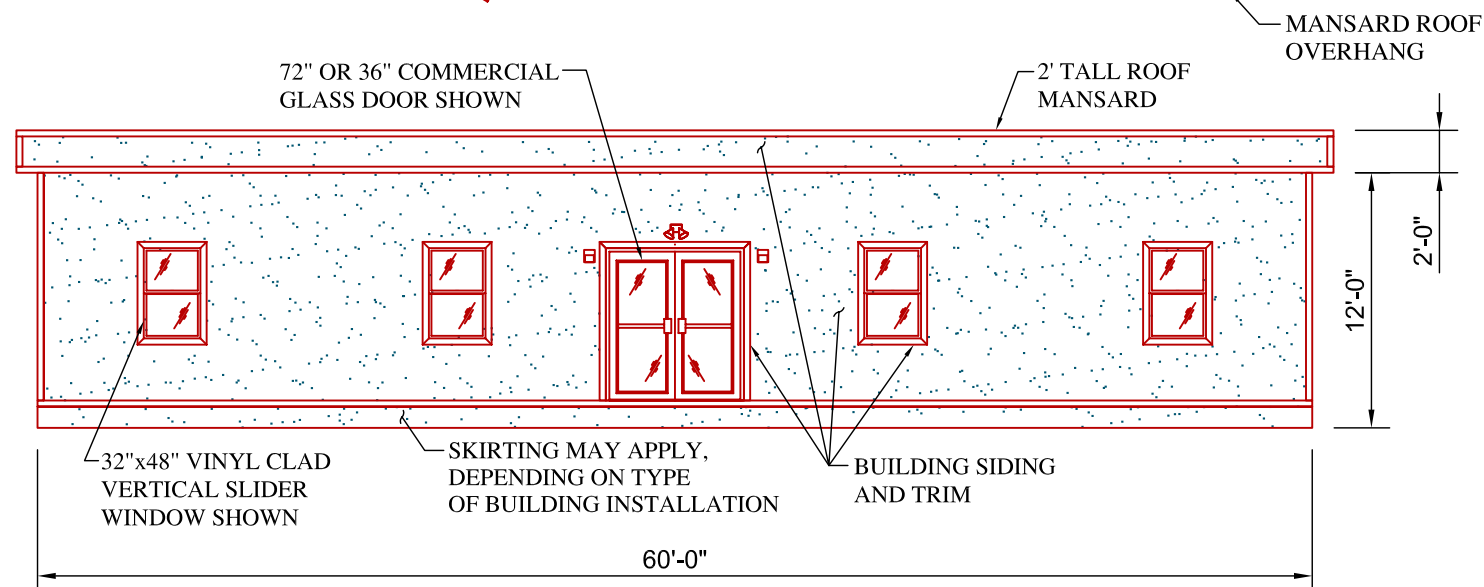 MANSARD ROOF
OVERHANG
72" OR 36" COMMERCIAL
GLASS DOOR SHOWN
2' TALL ROOF
MANSARD
2'-0"
12'-0"
32"x48" VINYL CLAD
VERTICAL SLIDER
WINDOW SHOWN
SKIRTING MAY APPLY,
DEPENDING ON TYPE
OF BUILDING INSTALLATION
BUILDING SIDING
AND TRIM
60'-0"